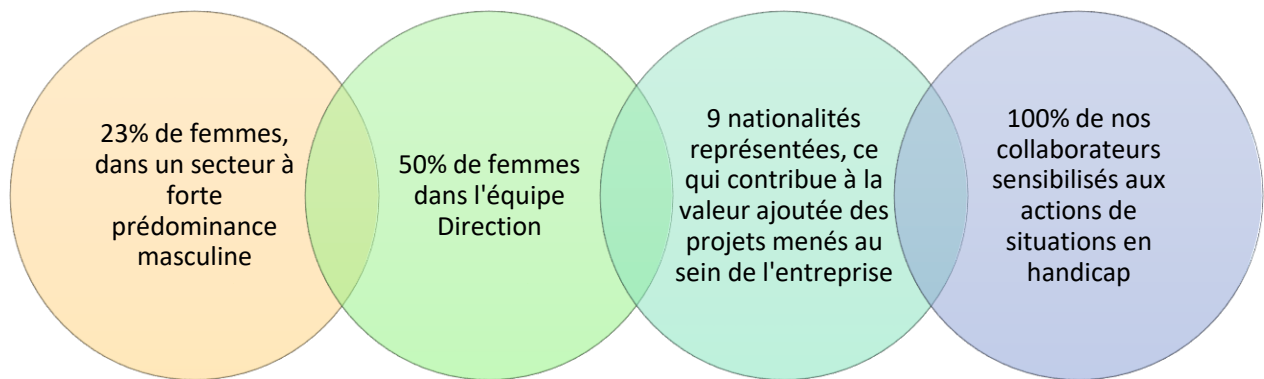 23% de femmes,
dans un secteur à
forte
prédominance
masculine
50% de femmes
dans l'équipe
Direction
9 nationalités
représentées, ce
qui contribue à la
valeur ajoutée des
projets menés au
sein de l'entreprise
100% de nos
collaborateurs
sensibilisés aux
actions de
situations en
handicap